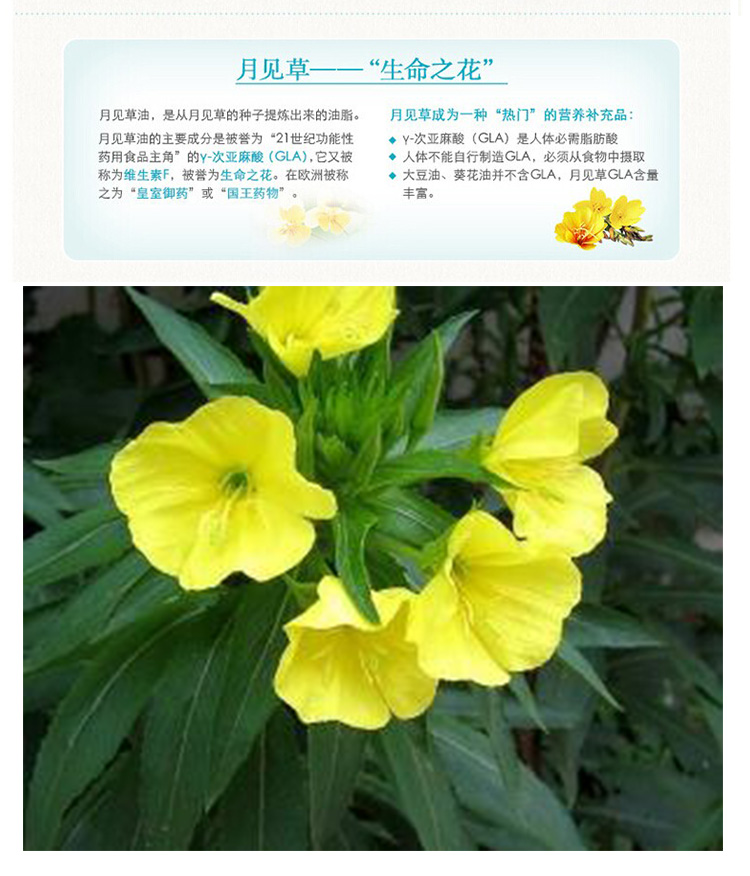 月见草——“生命之花”
月见草油，是从月见草的种子提炼出来的油脂。
月见草油的主要成分是被誉为“21世纪功能性
药用食品主角”的γ-次亚麻酸（GLA），它又被
称为维生素F，被誉为生命之花。在欧洲被称
之为“皇室御药”或“国王药物”。
月见草成为一种“热门”的营养补充品：
γ-次亚麻酸（GLA）是人体必需脂肪酸
人体不能自行制造GLA，必须从食物中摄取
大豆油、葵花油并不含GLA，月见草GLA含量
丰富。